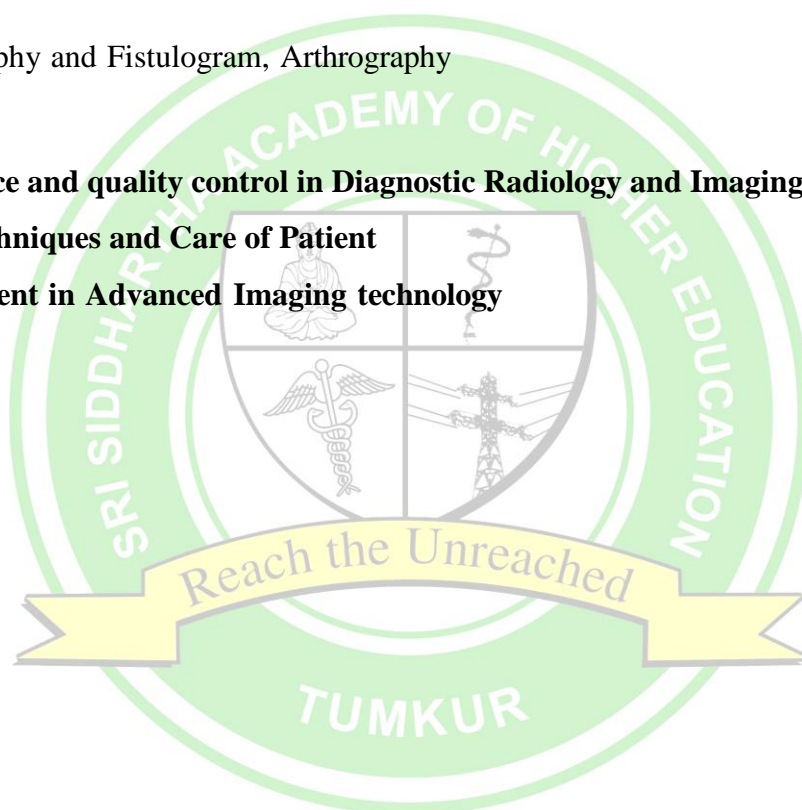 phy and Fistulogram, Arthrography
ce and quality control in Diagnostic Radiology and Imaging
hniques and Care of Patient
ent in Advanced Imaging technology
SRI SIDDHARTHA ACADEMY OF HIGHER EDUCATION
Reach the Unreached
TUMKUR